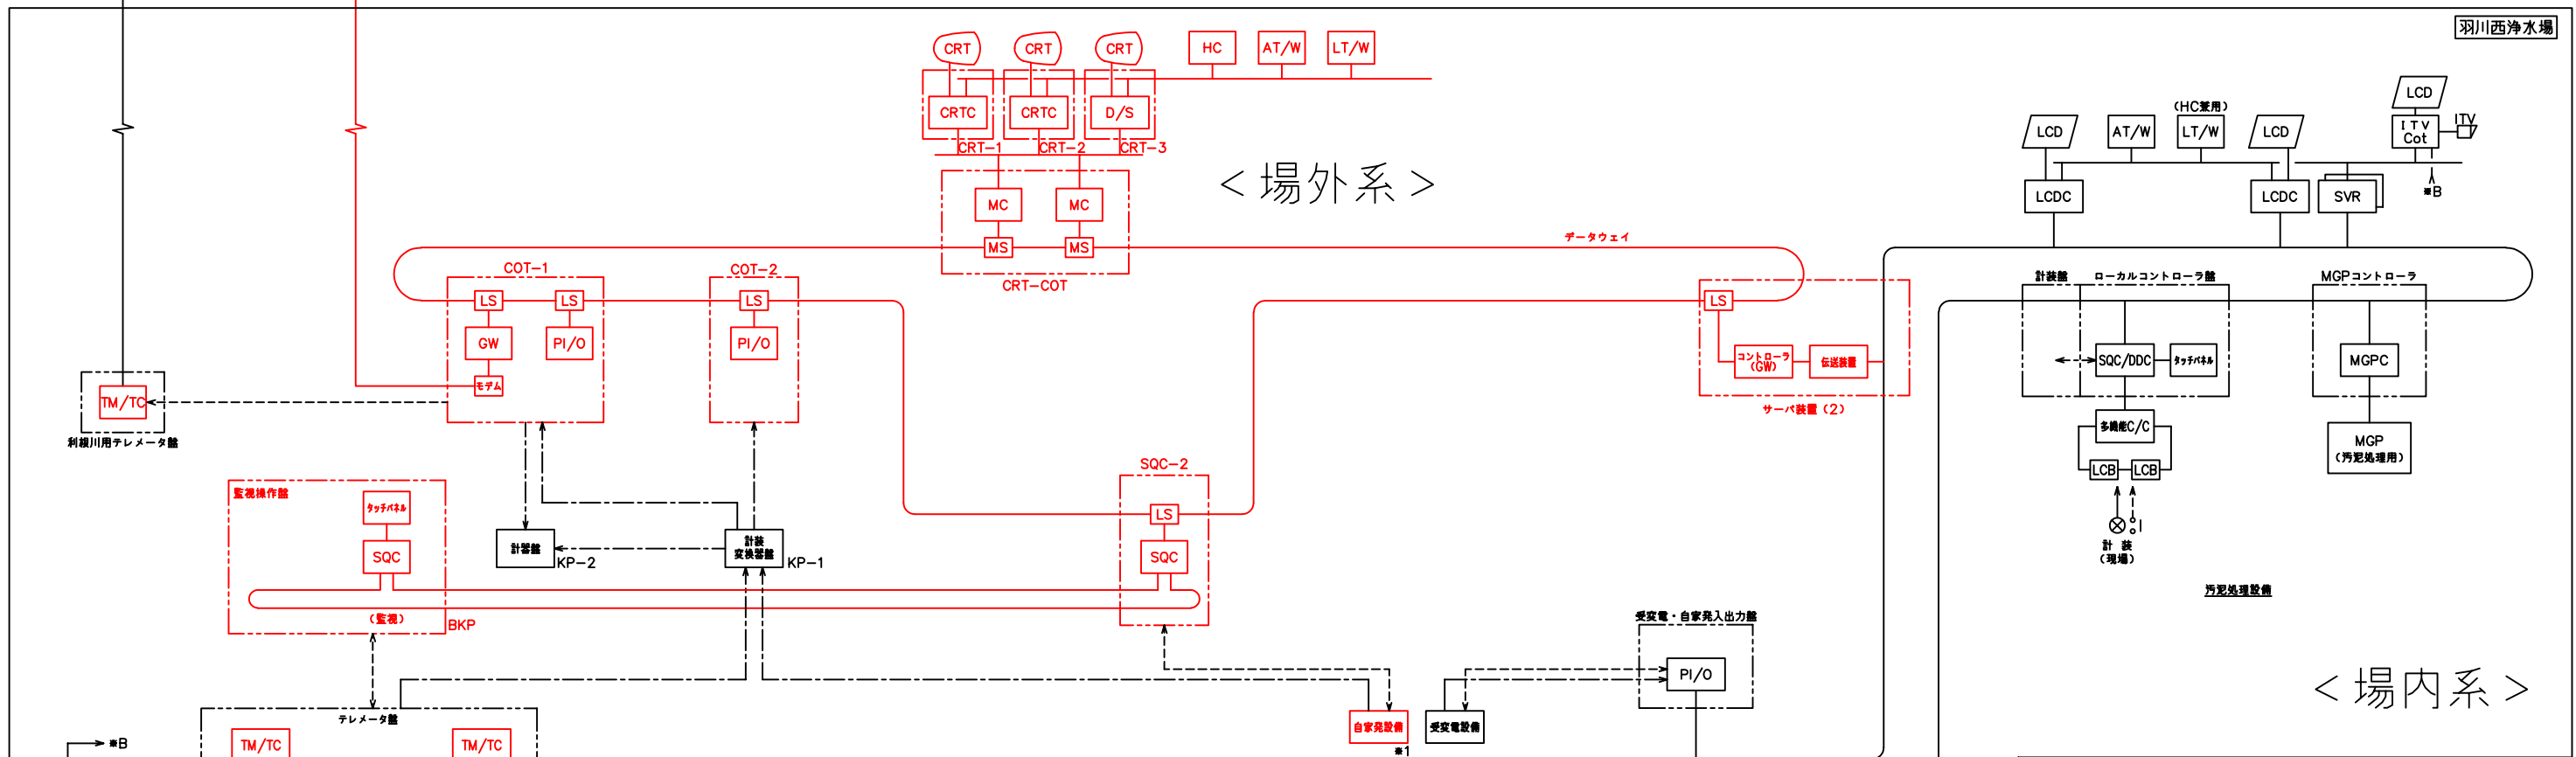 羽川西浄水場
CRT
CRT
CRT
HC
AT/W
LT/W
CRTC
CRTC
D/S
CRT-1
CRT-2
CRT-3
<場外系>
MC
MC
MS
MS
CRT-COT
データウェイ
COT-1
LS
LS
GW
PI/O
モデム
COT-2
LS
PI/O
TM/TC
利根川用テレメータ盤
LS
コントローラ
(GW)
伝送装置
サーバ装置(2)
LCD
AT/W
(HC兼用)
LT/W
LCD
LCD
ITV
Cot
ITV
※B
LCDC
LCDC
SVR
計装盤
ローカルコントローラ盤
SQC/DDC
タッチパネル
多機能C/C
LCB
LCB
計 装
(現場)
MGPコントローラ
MGPC
MGP
(汚泥処理用)
汚泥処理設備
監視操作盤
タッチパネル
SQC
(監視)
BKP
計器盤
KP-2
計装
変換器盤
KP-1
SQC-2
LS
SQC
受変電・自家発入出力盤
PI/O
自家発設備
※1
受変電設備
<場内系>
テレメータ盤
TM/TC
TM/TC
※B